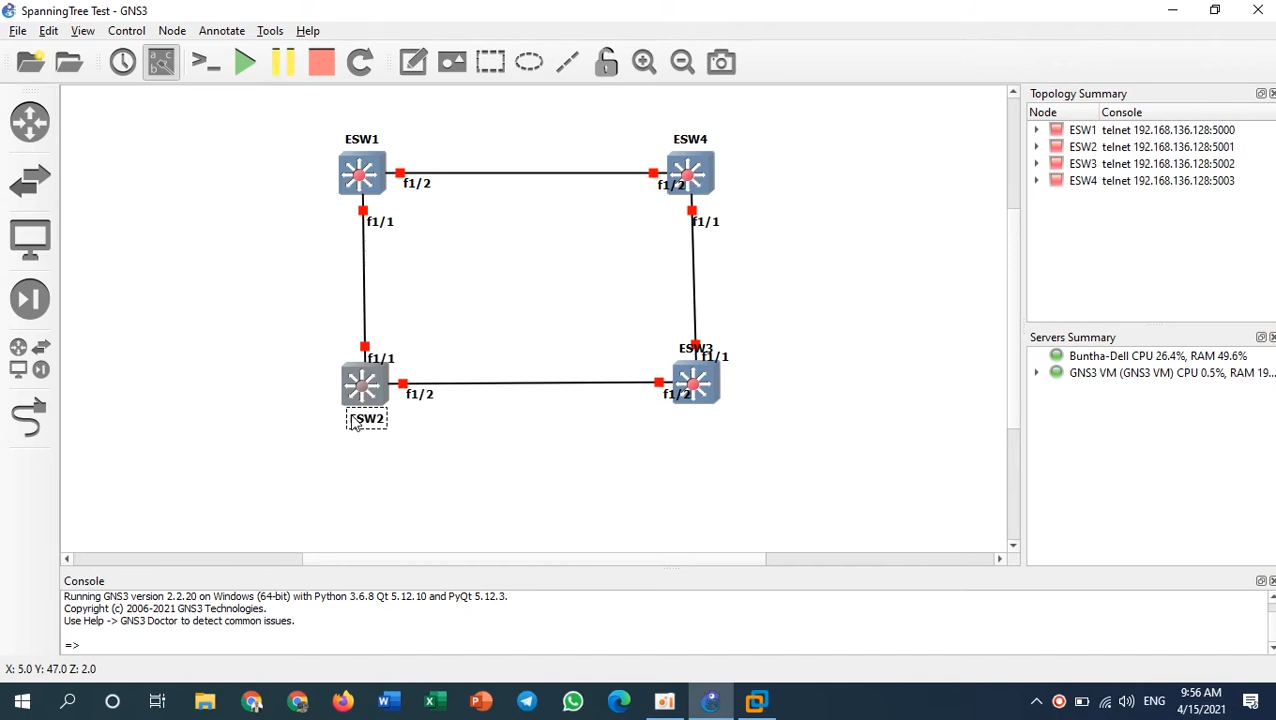 SpanningTree Test - GNS3
File Edit View Control Node Annotate Tools Help
ESW1
ESW4
f1/2
f1/2
f1/1
f1/1
ESW3
f1/1
f1/1
f1/2
f1/2
ESW2
Topology Summary
Node Console
ESW1 telnet 192.168.136.128:5000
ESW2 telnet 192.168.136.128:5001
ESW3 telnet 192.168.136.128:5002
ESW4 telnet 192.168.136.128:5003
Servers Summary
Buntha-Dell CPU 26.4%, RAM 49.6%
GNS3 VM (GNS3 VM) CPU 0.5%, RAM 19...
Console
Running GNS3 version 2.2.20 on Windows (64-bit) with Python 3.6.8 Qt 5.12.10 and PyQt 5.12.3.
Copyright (c) 2006-2021 GNS3 Technologies.
Use Help -> GNS3 Doctor to detect common issues.
=>
X: 5.0 Y: 47.0 Z: 2.0
ENG
9:56 AM
4/15/2021